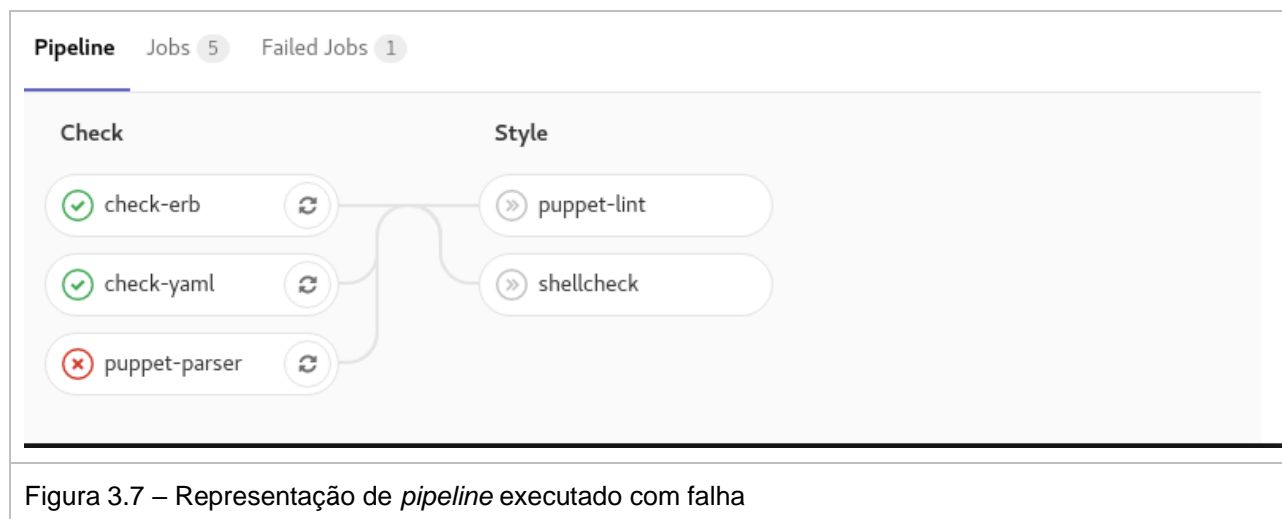 Pipeline Jobs 5 Failed Jobs 1
Check Style
check-erb puppet-lint
check-yaml shellcheck
puppet-parser
Figura 3.7 – Representação de pipeline executado com falha